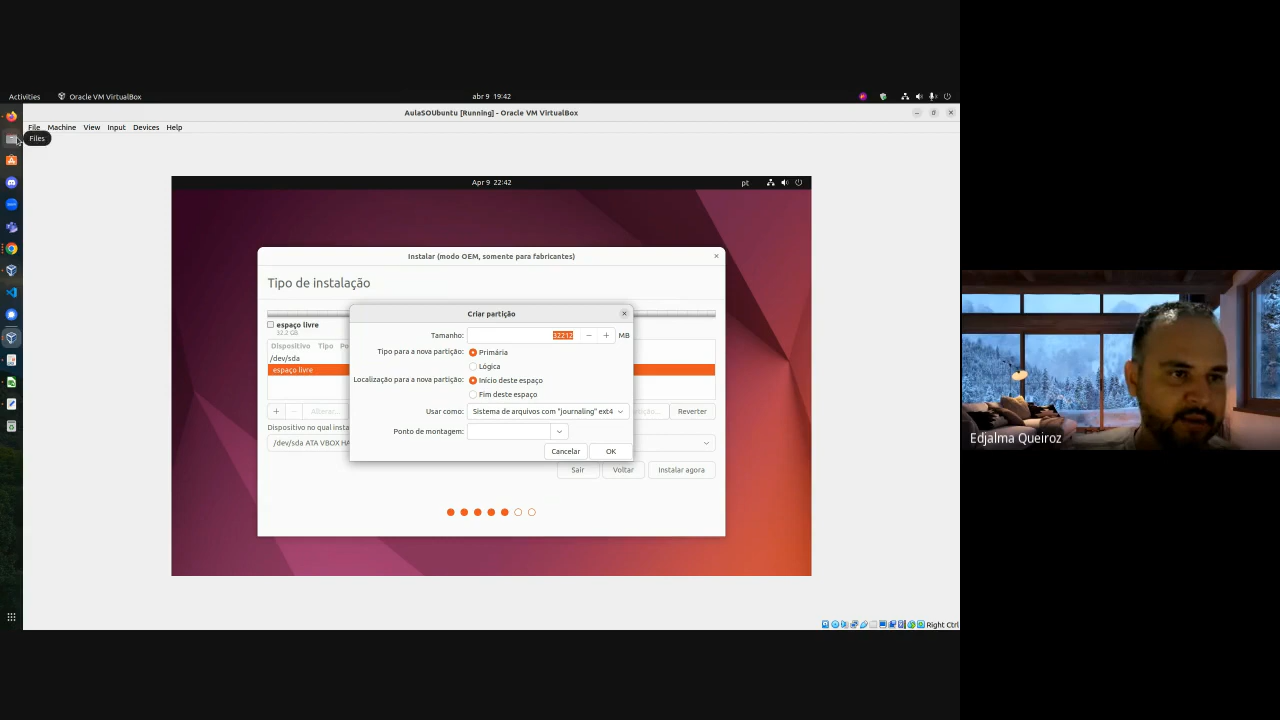 Activities
Oracle VM VirtualBox
abr 9 19:42
AulaSOUbuntu [Running] - Oracle VM VirtualBox
File Machine View Input Devices Help
Files
Apr 9 22:42
pt
Instalar (modo OEM, somente para fabricantes)
Tipo de instalação
espaço livre
32.2 GB
Dispositivo Tipo
/dev/sda
espaço livre
Criar partição
Tamanho: 32212 MB
Tipo para a nova partição: Primária
Lógica
Localização para a nova partição: Início deste espaço
Fim deste espaço
Usar como: Sistema de arquivos com "journaling" ext4
Ponto de montagem:
Cancelar OK
+ - Alterar... Reverter
Dispositivo no qual insta
/dev/sda ATA VBOX HA
Sair Voltar Instalar agora
Edjalma Queiroz
Right Ctrl